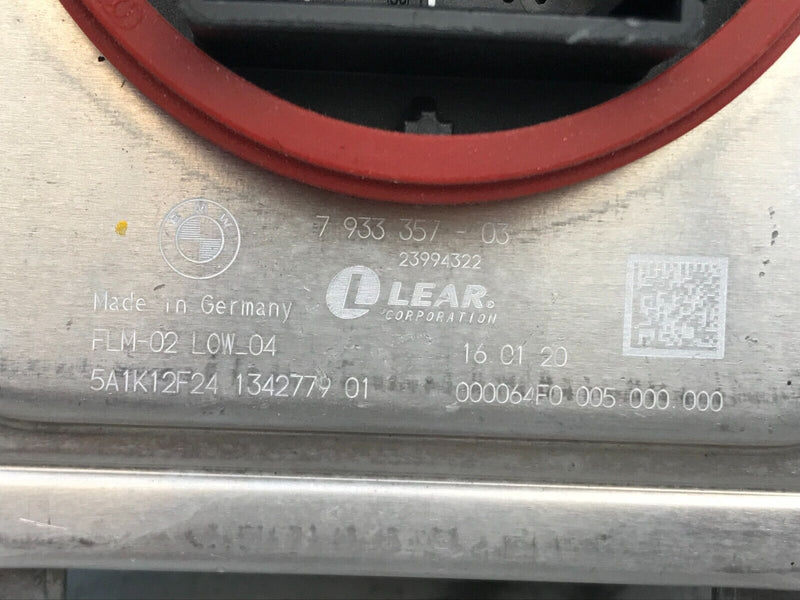 BMW
7 933 357 - 03
23994322
LEAR®
CORPORATION
Made in Germany
FLM-02 LOW_04
16 01 20
5A1K12F24 1342779 01
000064F0 005.000.000